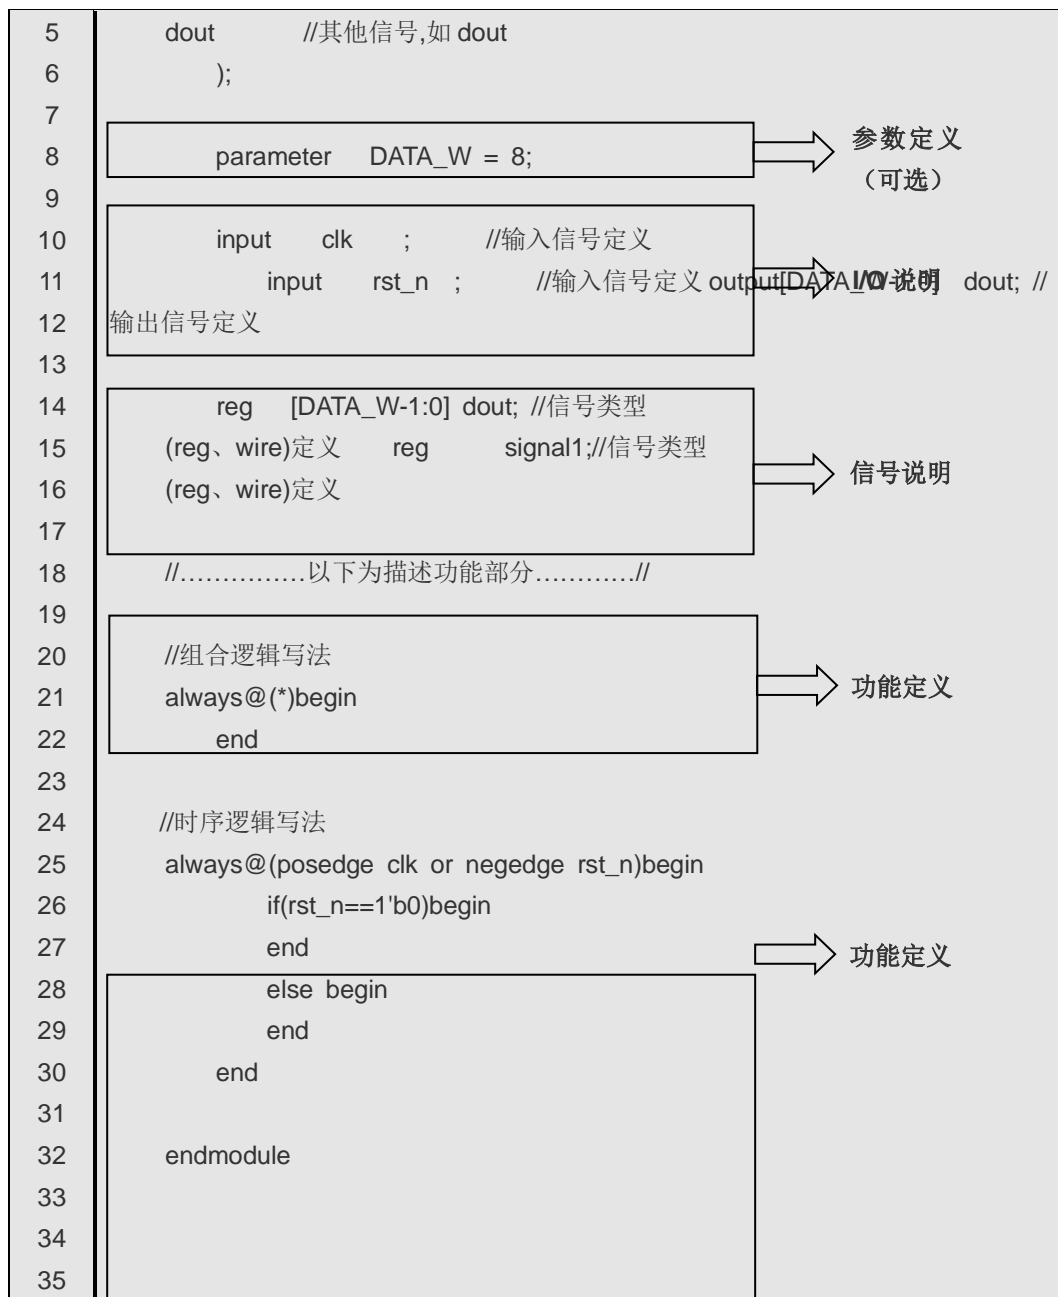 5 dout //其他信号,如 dout
6 );
7
8 parameter DATA_W = 8;
参数定义
（可选）
9
10 input clk ; //输入信号定义
11 input rst_n ; //输入信号定义 output[DATA_W-1:0] dout; //
I/O 说明
12 输出信号定义
13
14 reg [DATA_W-1:0] dout; //信号类型
15 (reg、wire)定义 reg signal1;//信号类型
16 (reg、wire)定义
信号说明
17
18 //……………以下为描述功能部分…………//
19
20 //组合逻辑写法
21 always@(*)begin
功能定义
22 end
23
24 //时序逻辑写法
25 always@(posedge clk or negedge rst_n)begin
26 if(rst_n==1'b0)begin
27 end
功能定义
28 else begin
29 end
30 end
31
32 endmodule
33
34
35